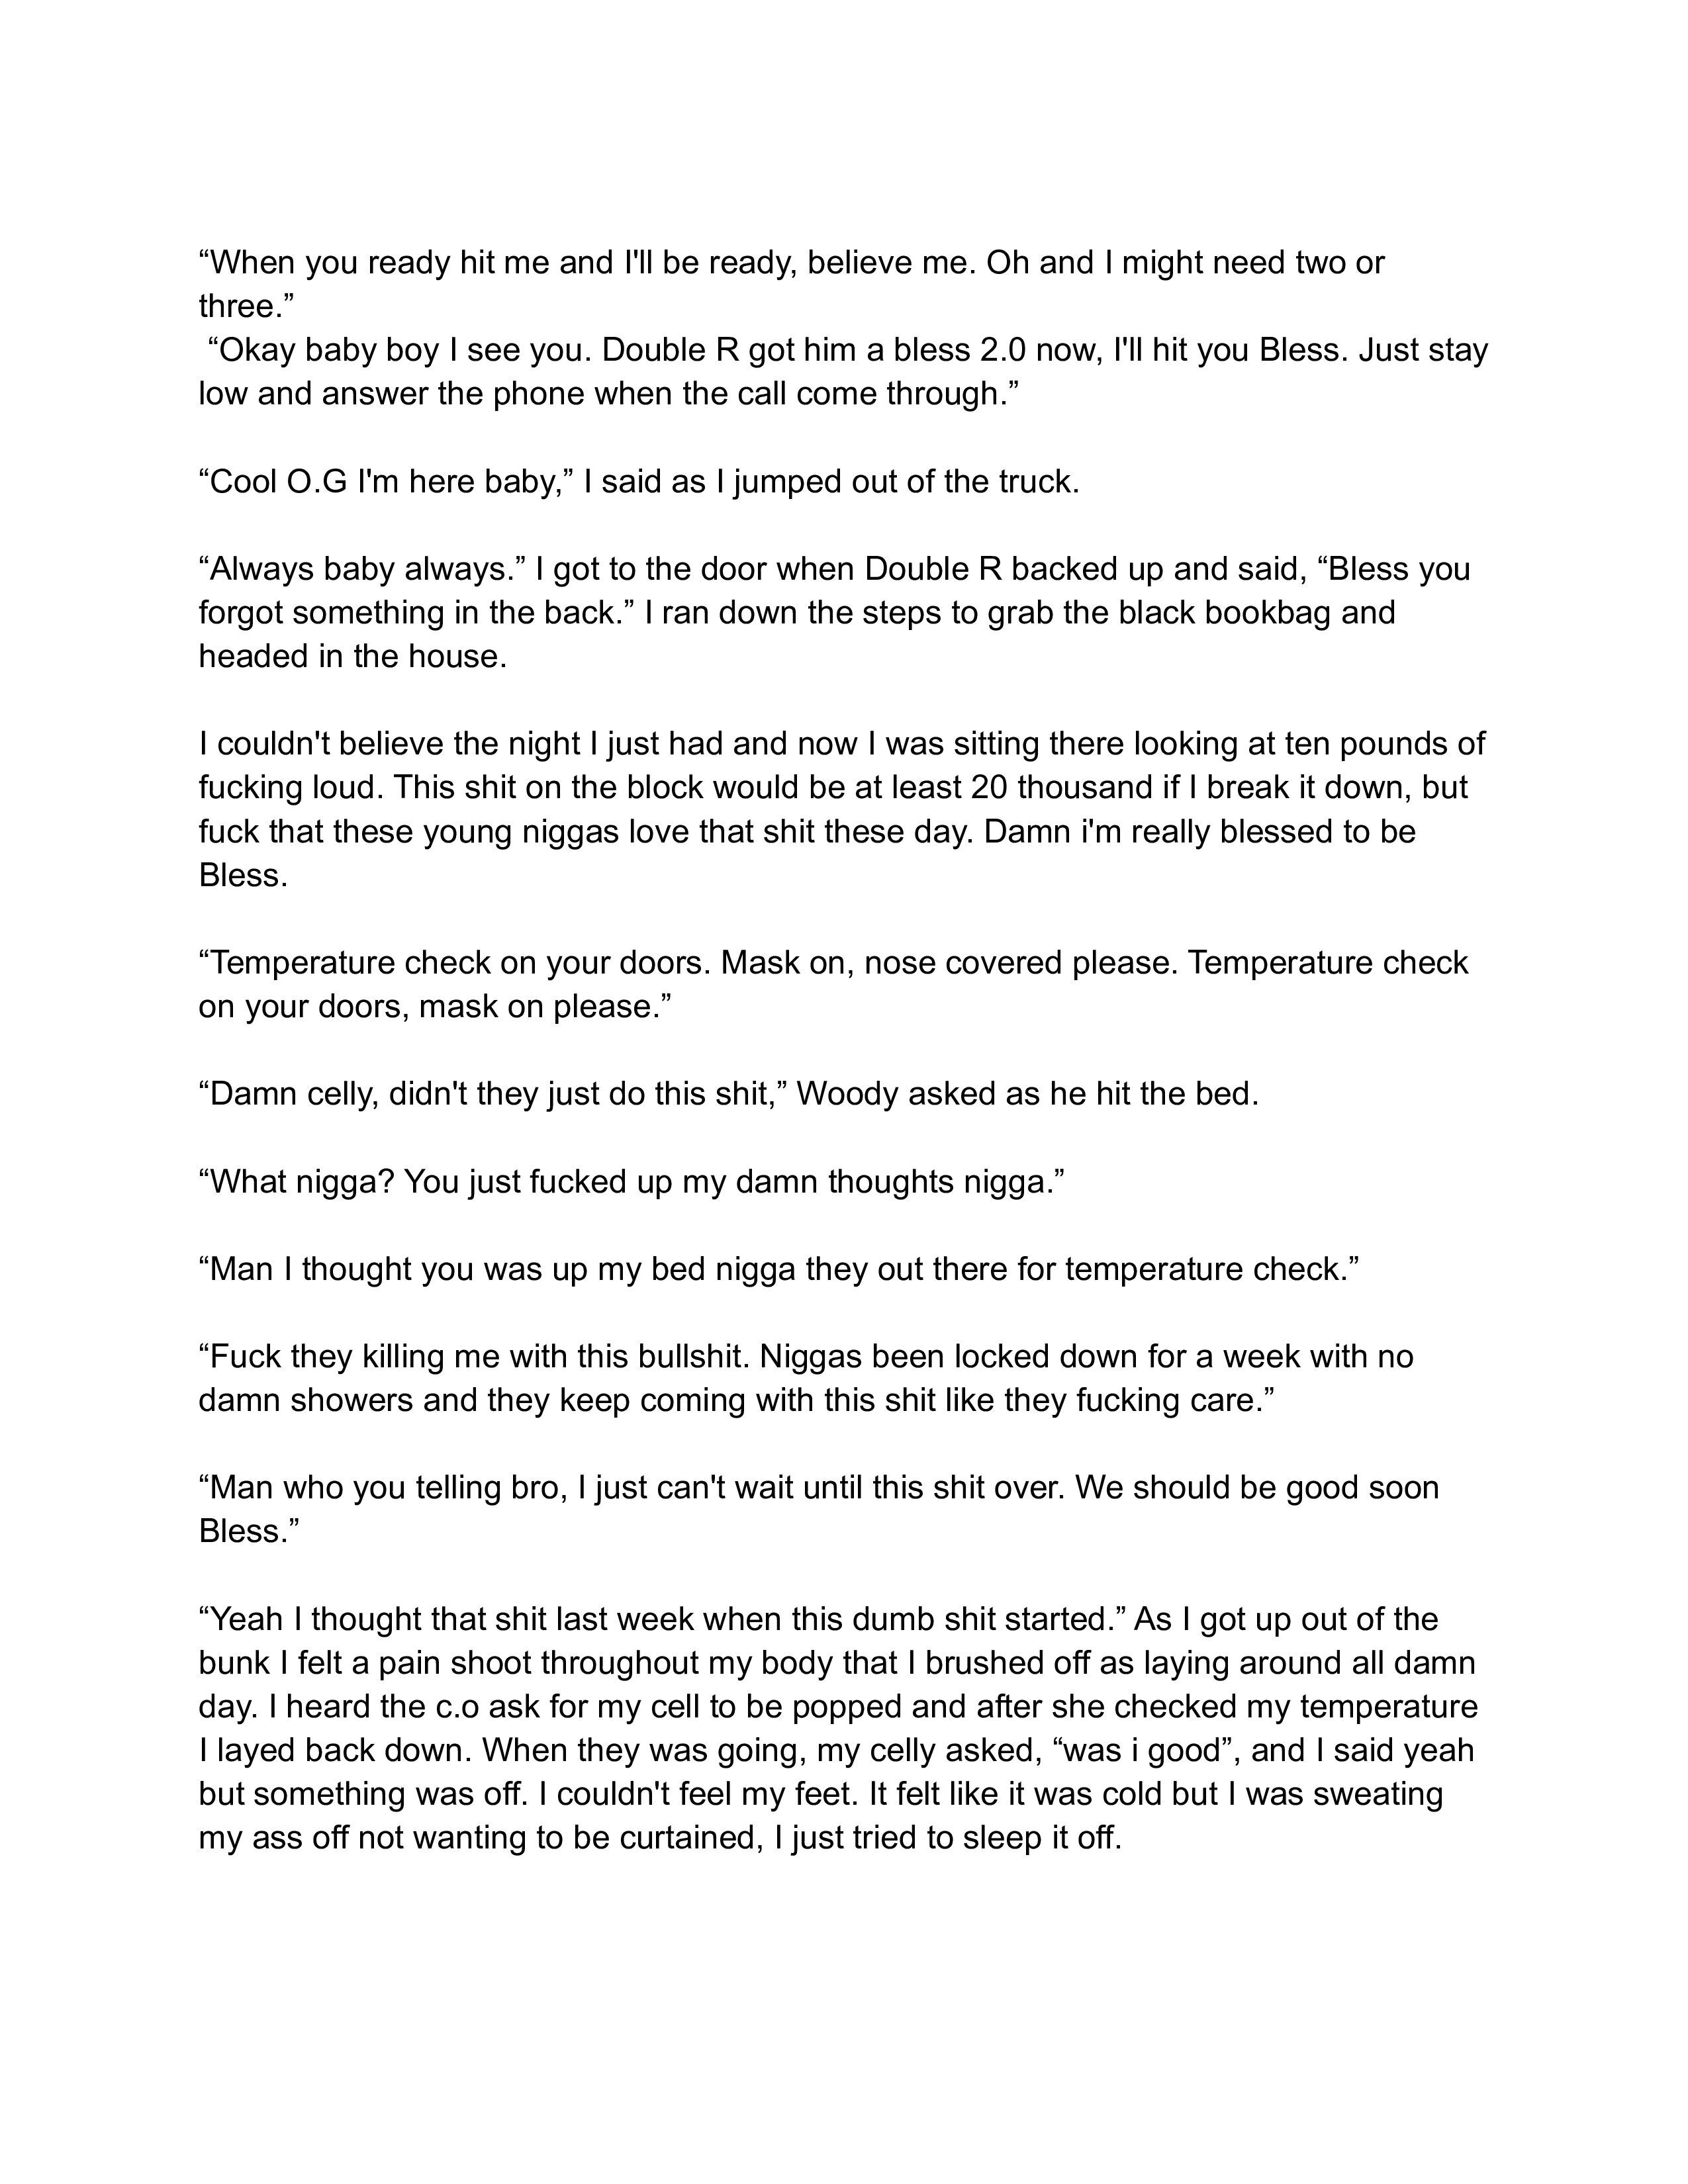 “When you ready hit me and I'll be ready, believe me. Oh and I might need two or
three.”
“Okay baby boy I see you. Double R got him a bless 2.0 now, I'll hit you Bless. Just stay
low and answer the phone when the call come through.”
“Cool O.G I'm here baby,” I said as I jumped out of the truck.
“Always baby always.” I got to the door when Double R backed up and said, “Bless you
forgot something in the back.” I ran down the steps to grab the black bookbag and
headed in the house.
I couldn't believe the night I just had and now I was sitting there looking at ten pounds of
fucking loud. This shit on the block would be at least 20 thousand if I break it down, but
fuck that these young niggas love that shit these day. Damn i'm really blessed to be
Bless.
“Temperature check on your doors. Mask on, nose covered please. Temperature check
on your doors, mask on please.”
“Damn celly, didn't they just do this shit,” Woody asked as he hit the bed.
“What nigga? You just fucked up my damn thoughts nigga.”
“Man I thought you was up my bed nigga they out there for temperature check.”
“Fuck they killing me with this bullshit. Niggas been locked down for a week with no
damn showers and they keep coming with this shit like they fucking care.”
“Man who you telling bro, I just can't wait until this shit over. We should be good soon
Bless.”
“Yeah I thought that shit last week when this dumb shit started.” As I got up out of the
bunk I felt a pain shoot throughout my body that I brushed off as laying around all damn
day. I heard the c.o ask for my cell to be popped and after she checked my temperature
I layed back down. When they was going, my celly asked, “was i good”, and I said yeah
but something was off. I couldn't feel my feet. It felt like it was cold but I was sweating
my ass off not wanting to be curtained, I just tried to sleep it off.